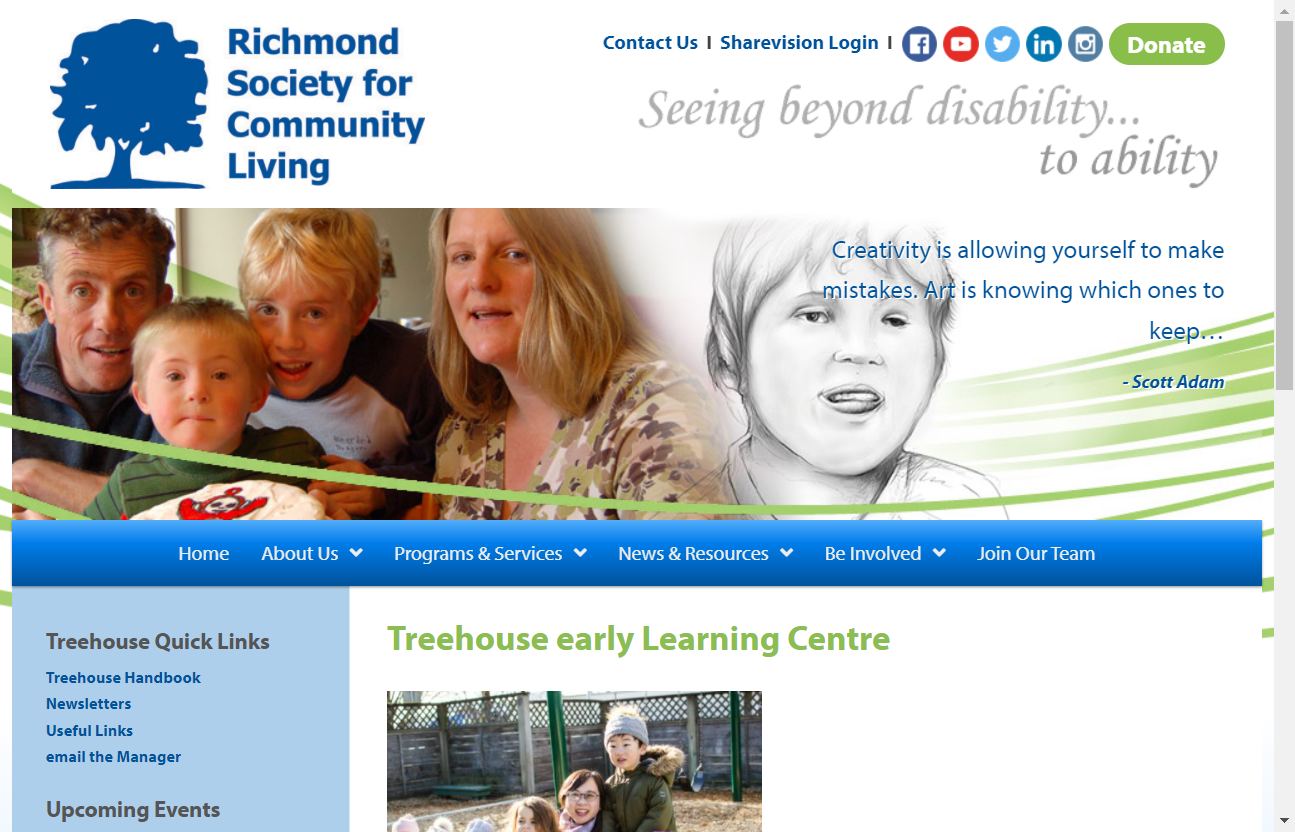 Richmond
Society for
Community
Living
Contact Us I Sharevision Login I
Donate
Seeing beyond disability...
to ability
Creativity is allowing yourself to make
mistakes. Art is knowing which ones to
keep…
- Scott Adam
Home About Us Programs & Services News & Resources Be Involved Join Our Team
Treehouse Quick Links
Treehouse Handbook
Newsletters
Useful Links
email the Manager
Upcoming Events
Treehouse early Learning Centre